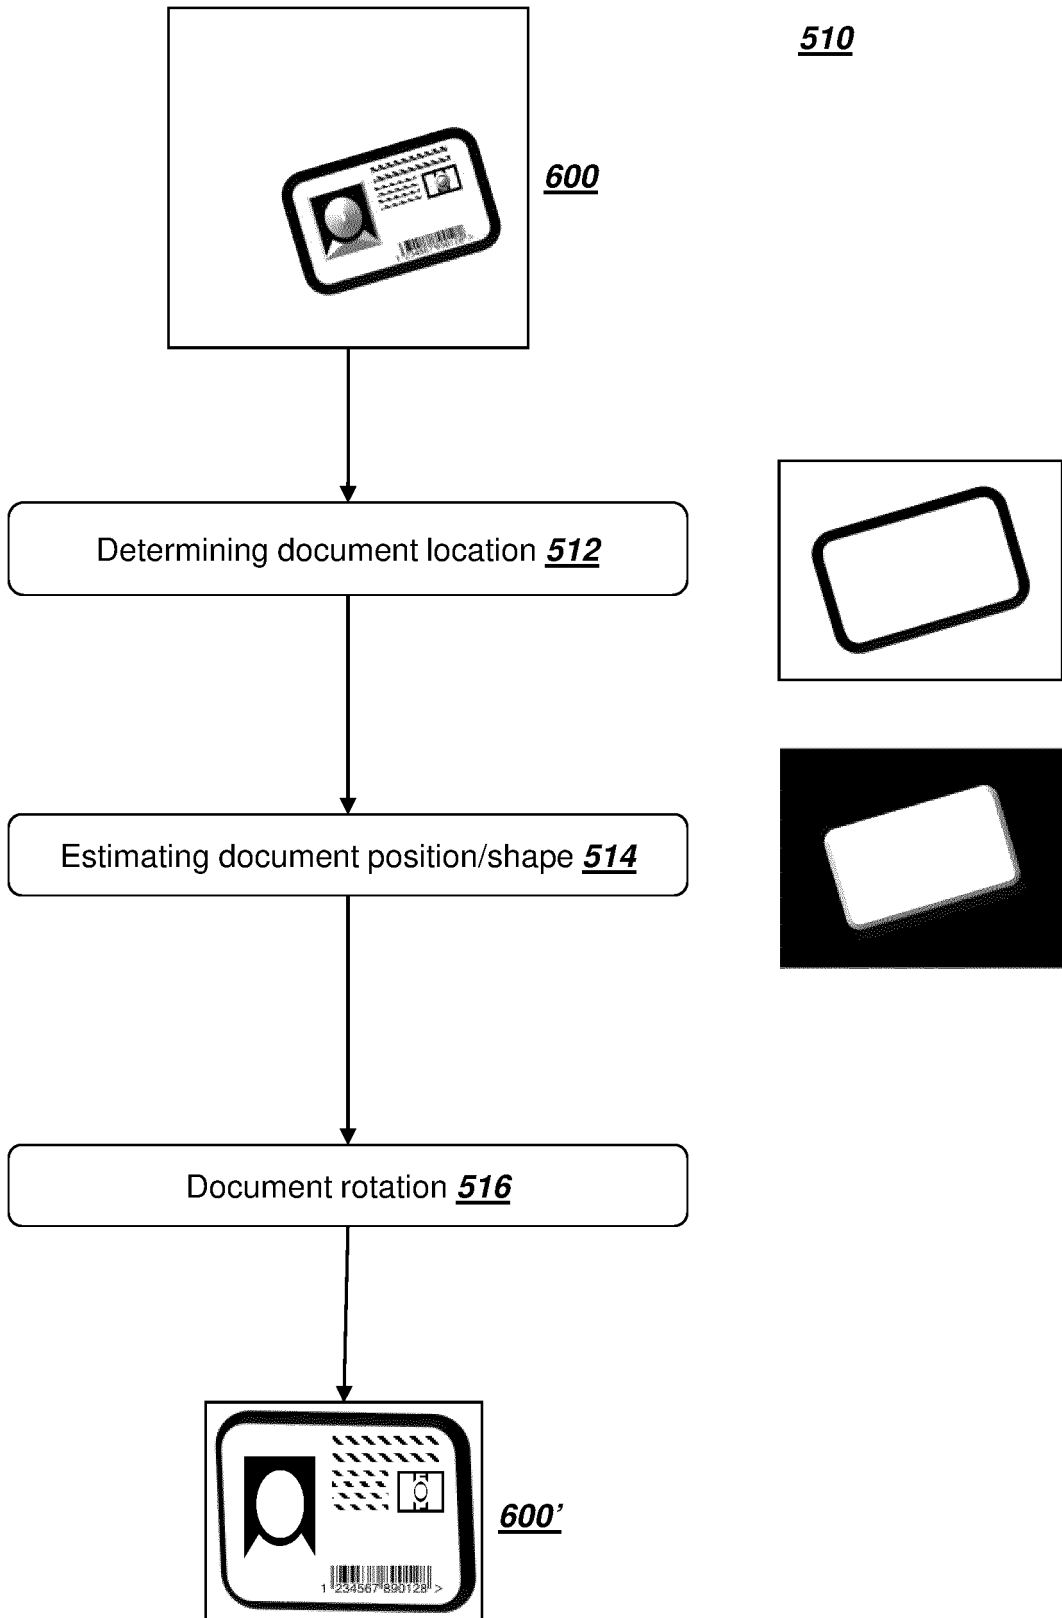 510
600
Determining document location 512
Estimating document position/shape 514
Document rotation 516
600’
1 234567 890128 >